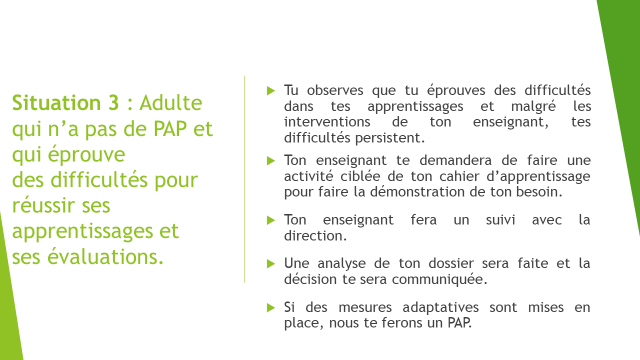 Situation 3 : Adulte
qui n’a pas de PAP et
qui éprouve
des difficultés pour
réussir ses
apprentissages et
ses évaluations.
Tu observes que tu éprouves des difficultés
dans tes apprentissages et malgré les
interventions de ton enseignant, tes
difficultés persistent.
Ton enseignant te demandera de faire une
activité ciblée de ton cahier d’apprentissage
pour faire la démonstration de ton besoin.
Ton enseignant fera un suivi avec la
direction.
Une analyse de ton dossier sera faite et la
décision te sera communiquée.
Si des mesures adaptatives sont mises en
place, nous te ferons un PAP.